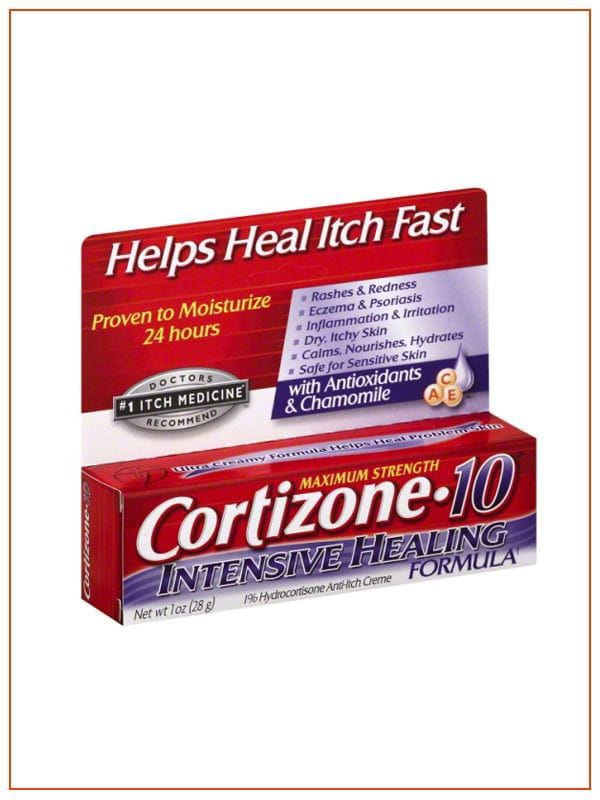 Helps Heal Itch Fast
Proven to Moisturize
24 hours
Rashes & Redness
Eczema & Psoriasis
Inflammation & Irritation
Dry, Itchy Skin
Calms, Nourishes, Hydrates
Safe for Sensitive Skin
with Antioxidants
& Chamomile
A C E
DOCTORS
#1 ITCH MEDICINE
RECOMMEND
Ultra Creamy Formula Helps Heal Problem Skin
MAXIMUM STRENGTH
Cortizone•10
INTENSIVE HEALING
FORMULA
Net wt 1 oz (28 g)
1% Hydrocortisone Anti-Itch Creme
Cortizone•10